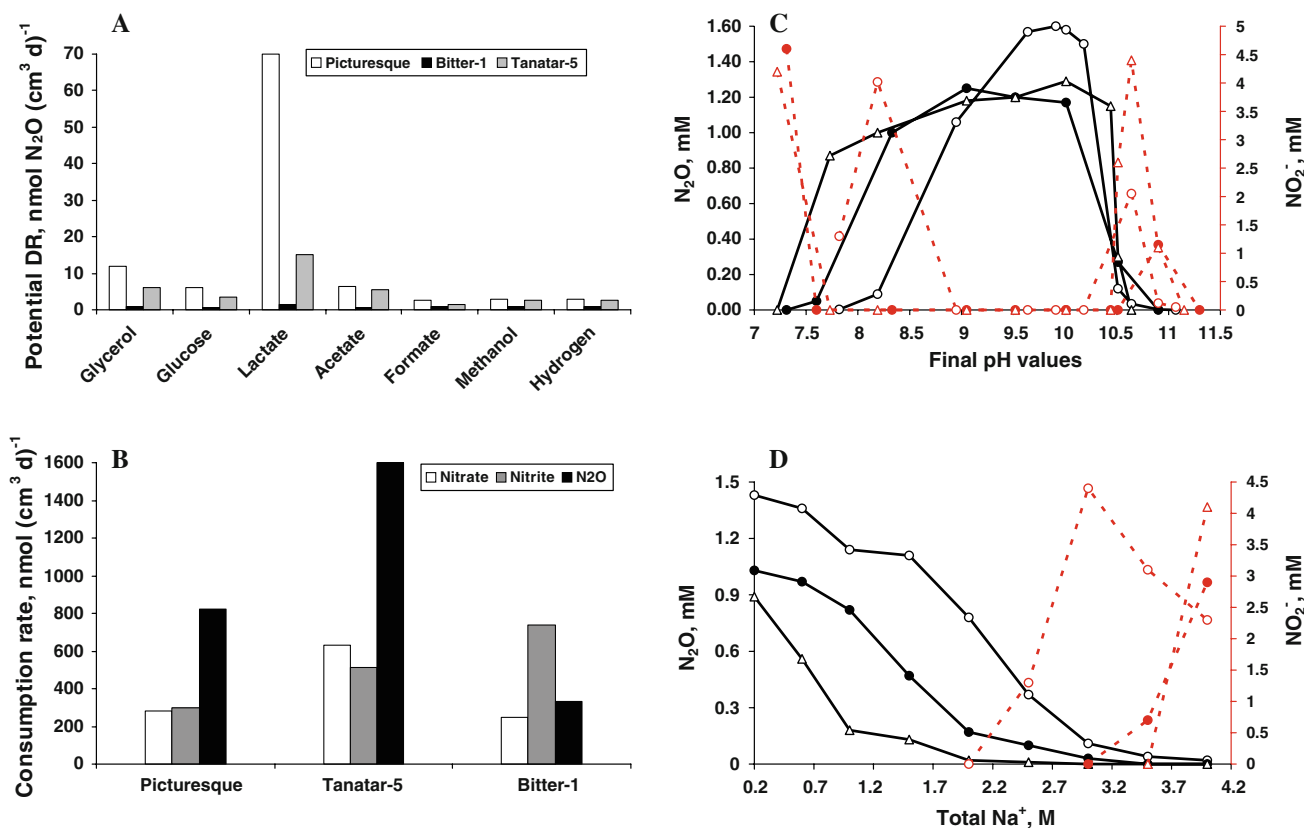 A
Potential DR, nmol N₂O (cm³ d)⁻¹
70
60
50
40
30
20
10
0
Picturesque Bitter-1 Tanatar-5
Glycerol Glucose Lactate Acetate Formate Methanol Hydrogen
B
Consumption rate, nmol (cm³ d)⁻¹
1600
1400
1200
1000
800
600
400
200
0
Nitrate Nitrite N2O
Picturesque Tanatar-5 Bitter-1
C
N₂O, mM
1.60
1.40
1.20
1.00
0.80
0.60
0.40
0.20
0.00
5
4.5
4
3.5
3
2.5
2
1.5
1
0.5
0
NO₂⁻, mM
7 7.5 8 8.5 9 9.5 10 10.5 11 11.5
Final pH values
D
N₂O, mM
1.5
1.2
0.9
0.6
0.3
0
4.5
4
3.5
3
2.5
2
1.5
1
0.5
0
NO₂⁻, mM
0.2 0.7 1.2 1.7 2.2 2.7 3.2 3.7 4.2
Total Na⁺, M